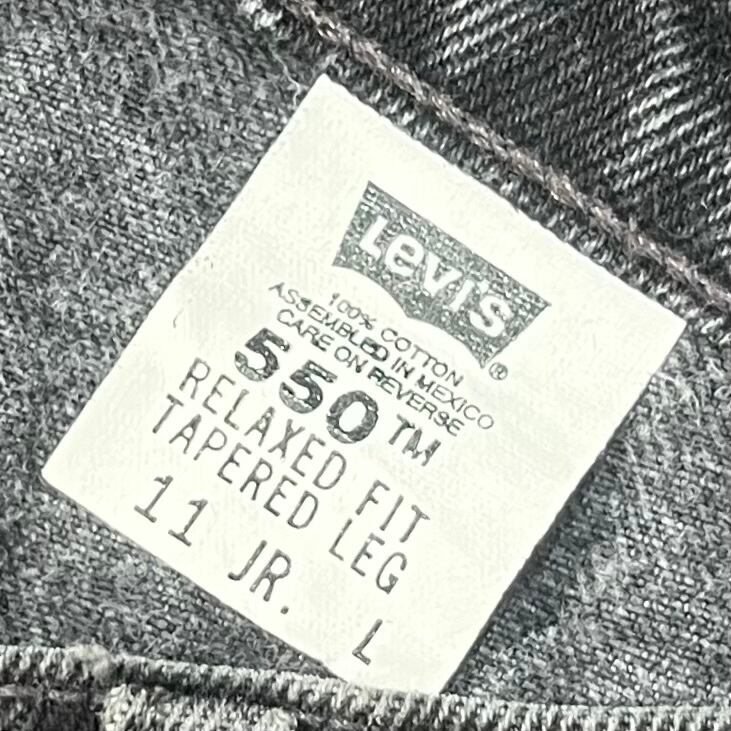 Levi's®
100% COTTON
ASSEMBLED IN MEXICO
CARE ON REVERSE
550™
RELAXED FIT
TAPERED LEG
11 JR. L